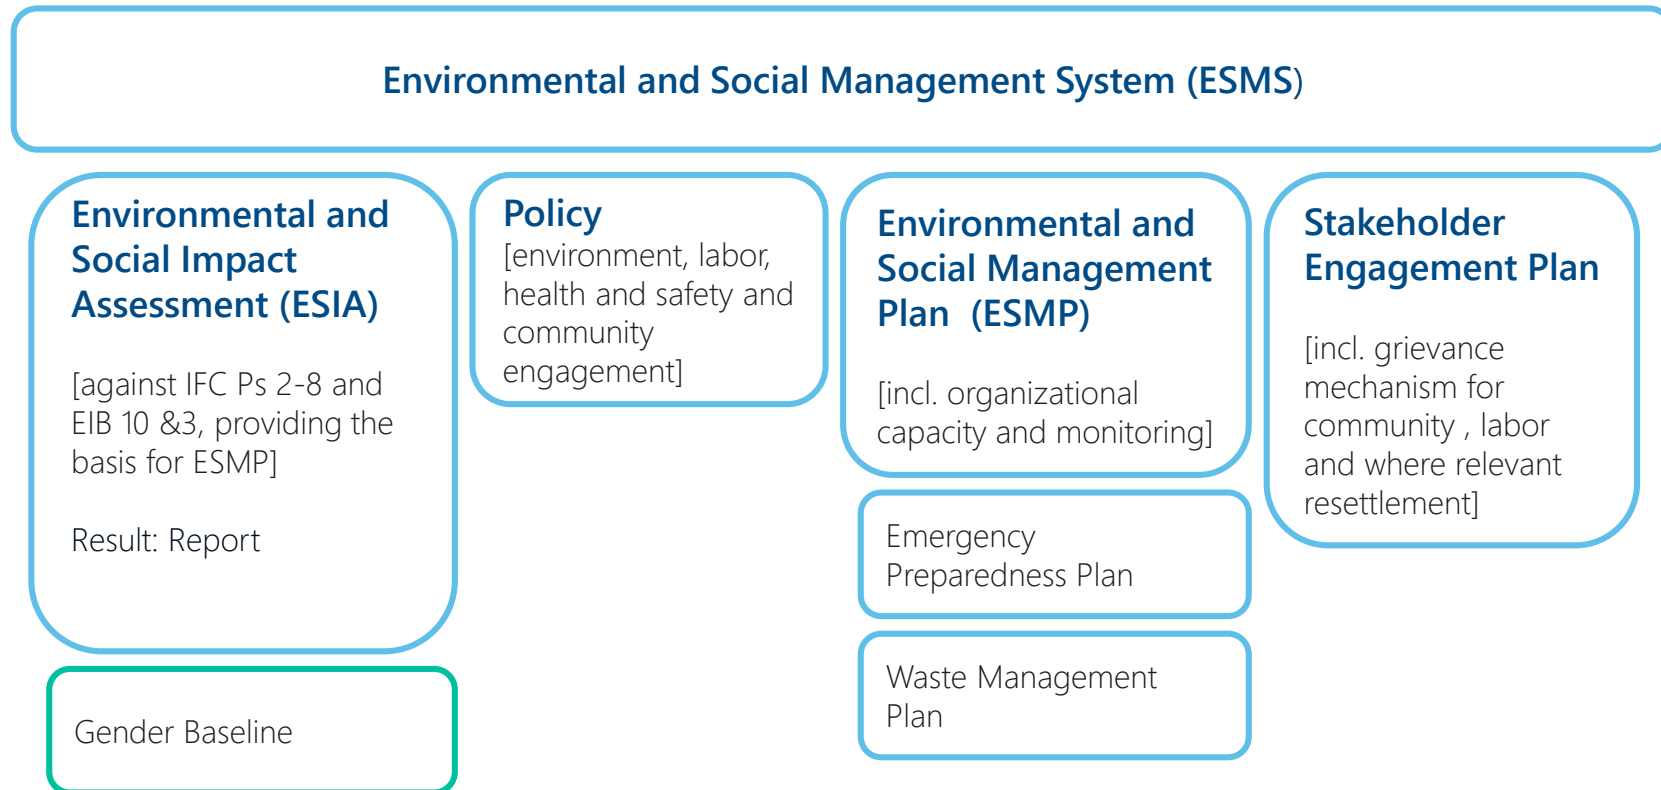 Environmental and Social Management System (ESMS)
Environmental and
Social Impact
Assessment (ESIA)
[against IFC Ps 2-8 and
EIB 10 &3, providing the
basis for ESMP]
Result: Report
Gender Baseline
Policy
[environment, labor,
health and safety and
community
engagement]
Environmental and
Social Management
Plan  (ESMP)
[incl. organizational
capacity and monitoring]
Emergency
Preparedness Plan
Waste Management
Plan
Stakeholder
Engagement Plan
[incl. grievance
mechanism for
community , labor
and where relevant
resettlement]